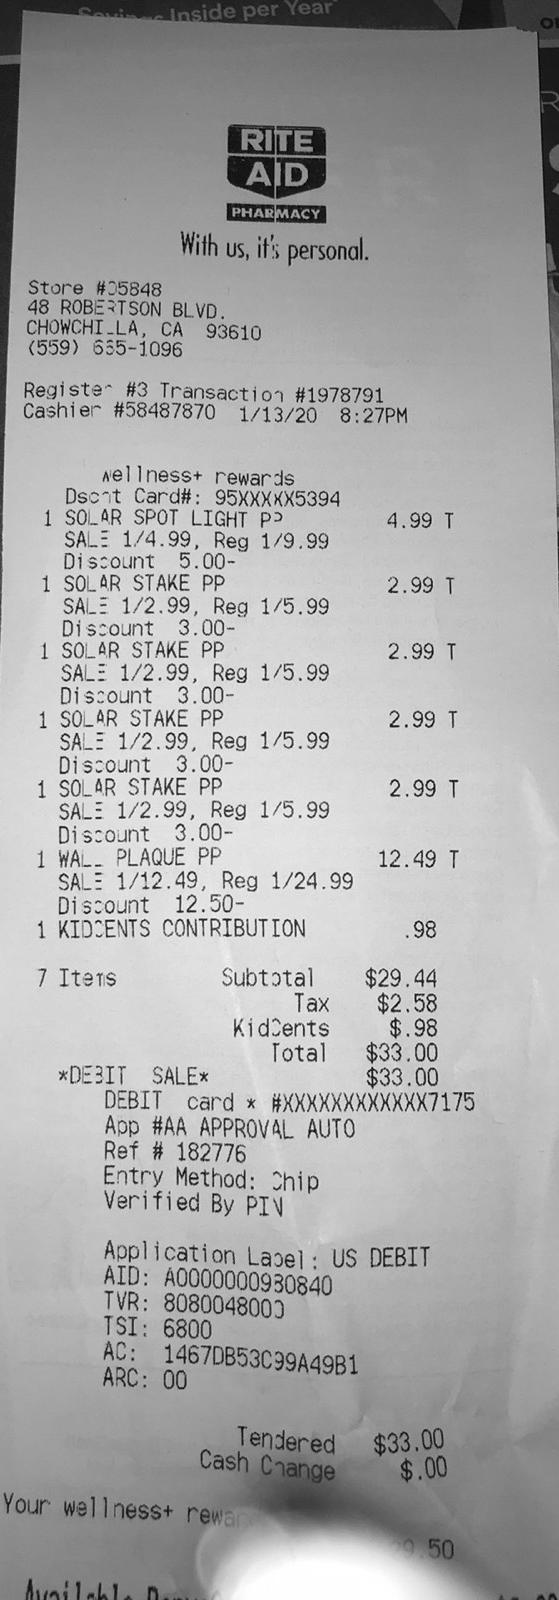 Savings Inside per Year
RITE
AID
PHARMACY
With us, it's personal.
Store #05848
48 ROBERTSON BLVD.
CHOWCHILLA, CA 93610
(559) 665-1096
Register #3 Transaction #1978791
Cashier #58487870 1/13/20 8:27PM
wellness+ rewards
Dscnt Card#: 95XXXXX5394
1 SOLAR SPOT LIGHT PP 4.99 T
SALE 1/4.99, Reg 1/9.99
Discount 5.00-
1 SOLAR STAKE PP 2.99 T
SALE 1/2.99, Reg 1/5.99
Discount 3.00-
1 SOLAR STAKE PP 2.99 T
SALE 1/2.99, Reg 1/5.99
Discount 3.00-
1 SOLAR STAKE PP 2.99 T
SALE 1/2.99, Reg 1/5.99
Discount 3.00-
1 SOLAR STAKE PP 2.99 T
SALE 1/2.99, Reg 1/5.99
Discount 3.00-
1 WALL PLAQUE PP 12.49 T
SALE 1/12.49, Reg 1/24.99
Discount 12.50-
1 KIDCENTS CONTRIBUTION .98
7 Items Subtotal $29.44
Tax $2.58
KidCents $.98
Total $33.00
*DEBIT SALE* $33.00
DEBIT card * #XXXXXXXXXXXX7175
App #AA APPROVAL AUTO
Ref # 182776
Entry Method: Chip
Verified By PIN
Application Label: US DEBIT
AID: A0000000980840
TVR: 8080048000
TSI: 6800
AC: 1467DB53C99A49B1
ARC: 00
Tendered $33.00
Cash Change $.00
Your wellness+
Available